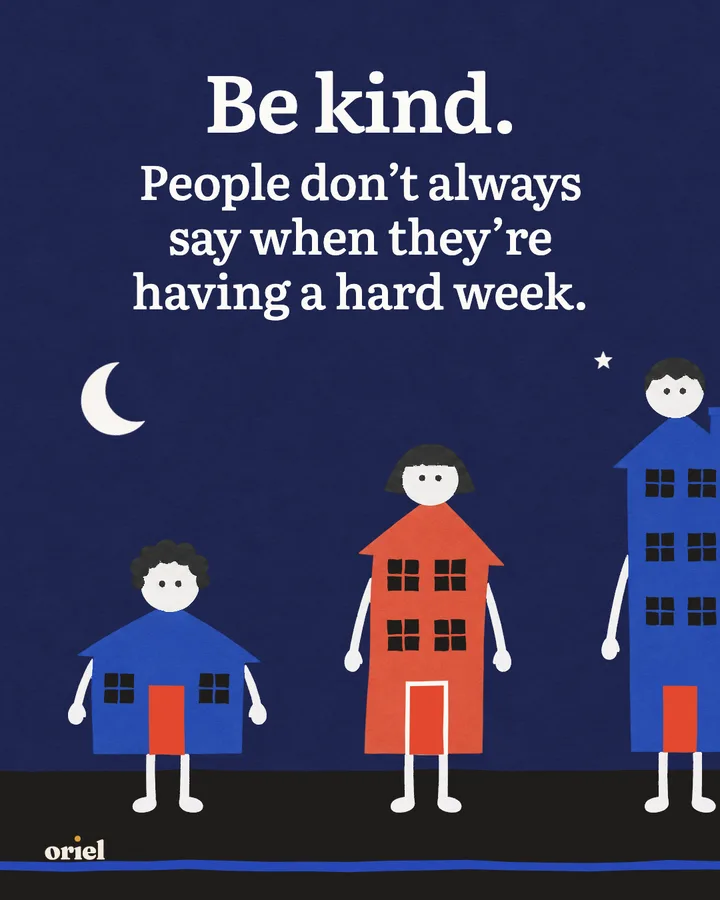 Be kind.
People don’t always
say when they’re
having a hard week.
oriel